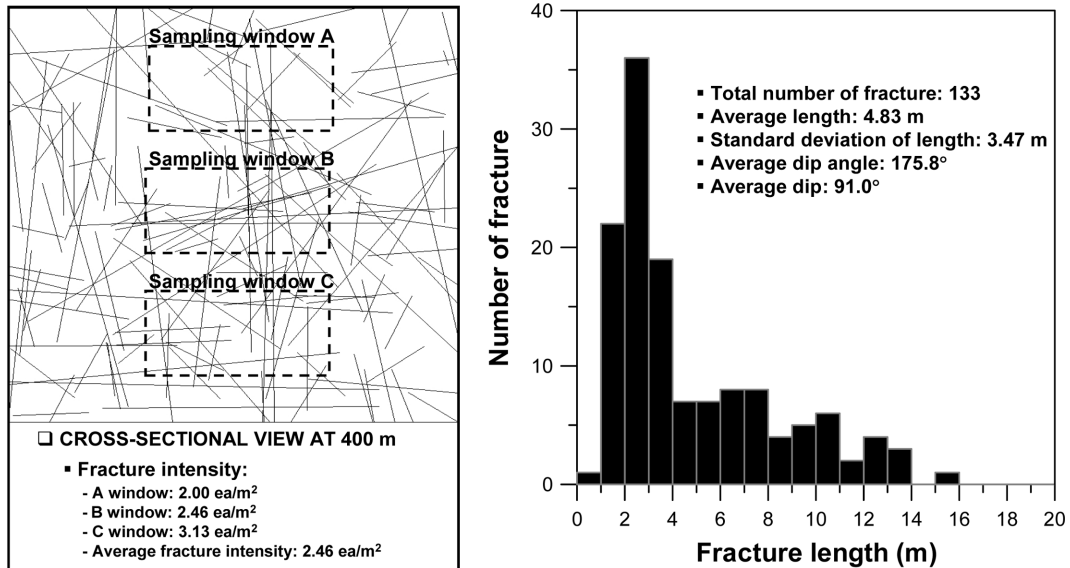 Sampling window A
Sampling window B
Sampling window C
❑ CROSS-SECTIONAL VIEW AT 400 m
▪ Fracture intensity:
- A window: 2.00 ea/m²
- B window: 2.46 ea/m²
- C window: 3.13 ea/m²
- Average fracture intensity: 2.46 ea/m²
Number of fracture
40
30
20
10
0
▪ Total number of fracture: 133
▪ Average length: 4.83 m
▪ Standard deviation of length: 3.47 m
▪ Average dip angle: 175.8°
▪ Average dip: 91.0°
0 2 4 6 8 10 12 14 16 18 20
Fracture length (m)